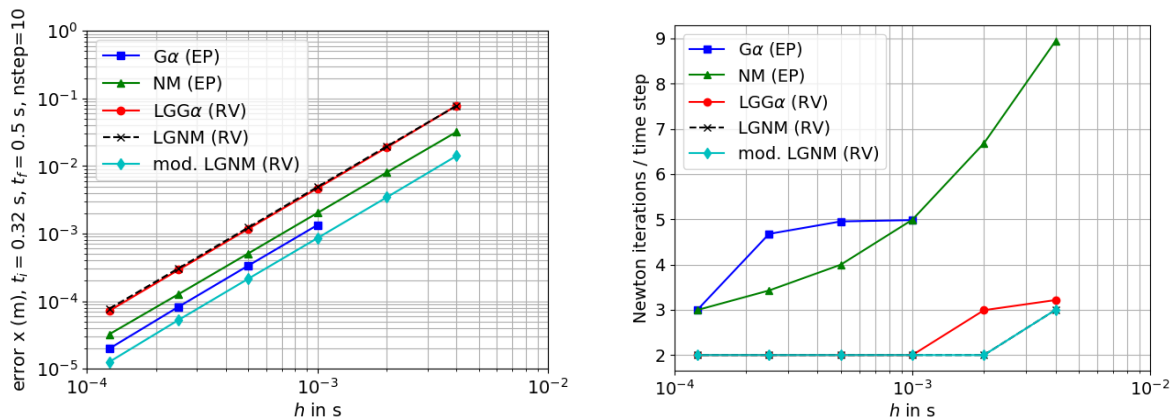 error x (m), $t_i = 0.32$ s, $t_f = 0.5$ s, nstep=10
10⁰
10⁻¹
10⁻²
10⁻³
10⁻⁴
10⁻⁵
Gα (EP)
NM (EP)
LGGα (RV)
LGNM (RV)
mod. LGNM (RV)
10⁻⁴ 10⁻³ 10⁻²
h in s
Newton iterations / time step
9
8
7
6
5
4
3
2
Gα (EP)
NM (EP)
LGGα (RV)
LGNM (RV)
mod. LGNM (RV)
10⁻⁴ 10⁻³ 10⁻²
h in s